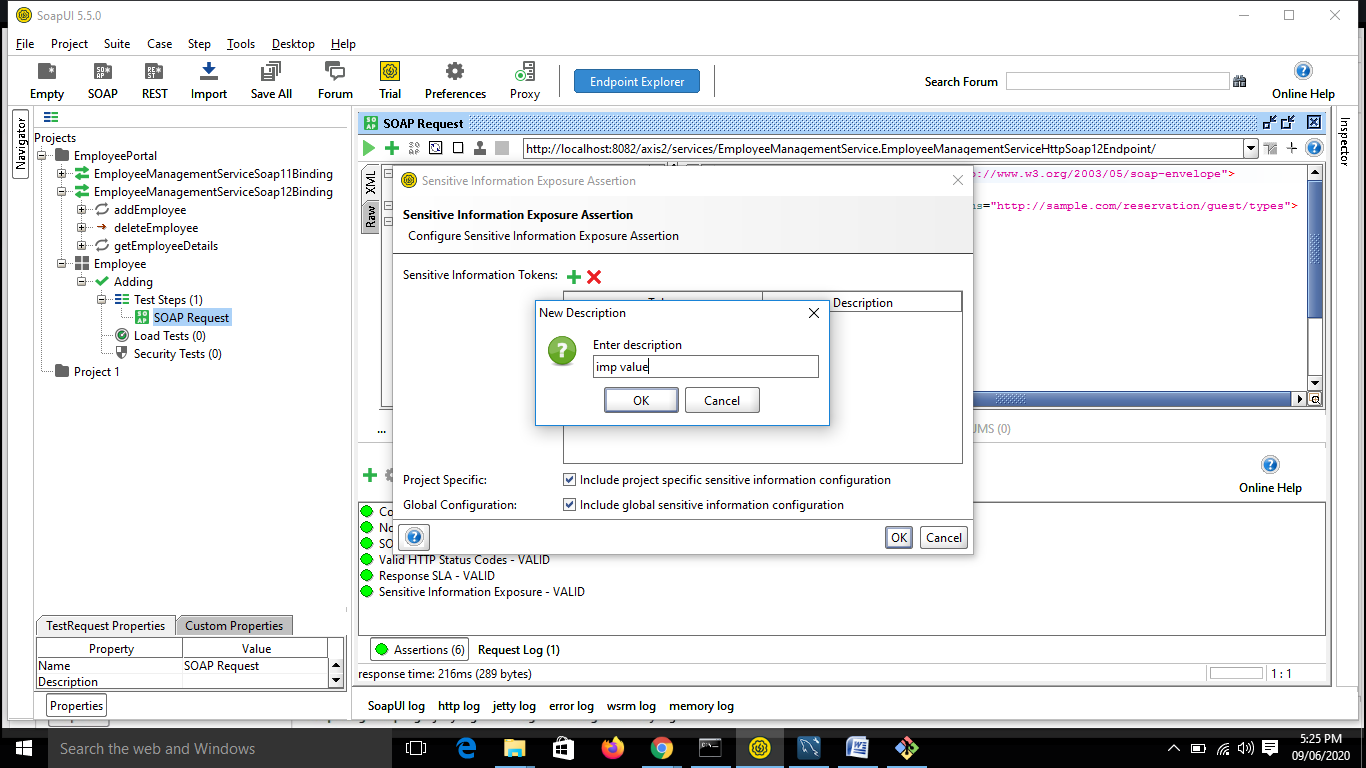 SoapUI 5.5.0
File Project Suite Case Step Tools Desktop Help
Empty SOAP REST Import Save All Forum Trial Preferences Proxy Endpoint Explorer Search Forum Online Help
Navigator
Projects
EmployeePortal
EmployeeManagementServiceSoap11Binding
EmployeeManagementServiceSoap12Binding
addEmployee
deleteEmployee
getEmployeeDetails
Employee
Adding
Test Steps (1)
SOAP Request
Load Tests (0)
Security Tests (0)
Project 1
TestRequest Properties Custom Properties
Property Value
Name SOAP Request
Description
Properties
SOAP Request
http://localhost:8082/axis2/services/EmployeeManagementService.EmployeeManagementServiceHttpSoap12Endpoint/
XML
Raw
://www.w3.org/2003/05/soap-envelope">
="http://sample.com/reservation/guest/types">
Inspector
Sensitive Information Exposure Assertion
Sensitive Information Exposure Assertion
Configure Sensitive Information Exposure Assertion
Sensitive Information Tokens:
Description
New Description
Enter description
imp value
OK Cancel
Project Specific: Include project specific sensitive information configuration
Global Configuration: Include global sensitive information configuration
OK Cancel
... JMS (0)
Online Help
Co
No
SO
Valid HTTP Status Codes - VALID
Response SLA - VALID
Sensitive Information Exposure - VALID
Assertions (6) Request Log (1)
response time: 216ms (289 bytes) 1 : 1
SoapUI log http log jetty log error log wsrm log memory log
Search the web and Windows
5:25 PM
09/06/2020